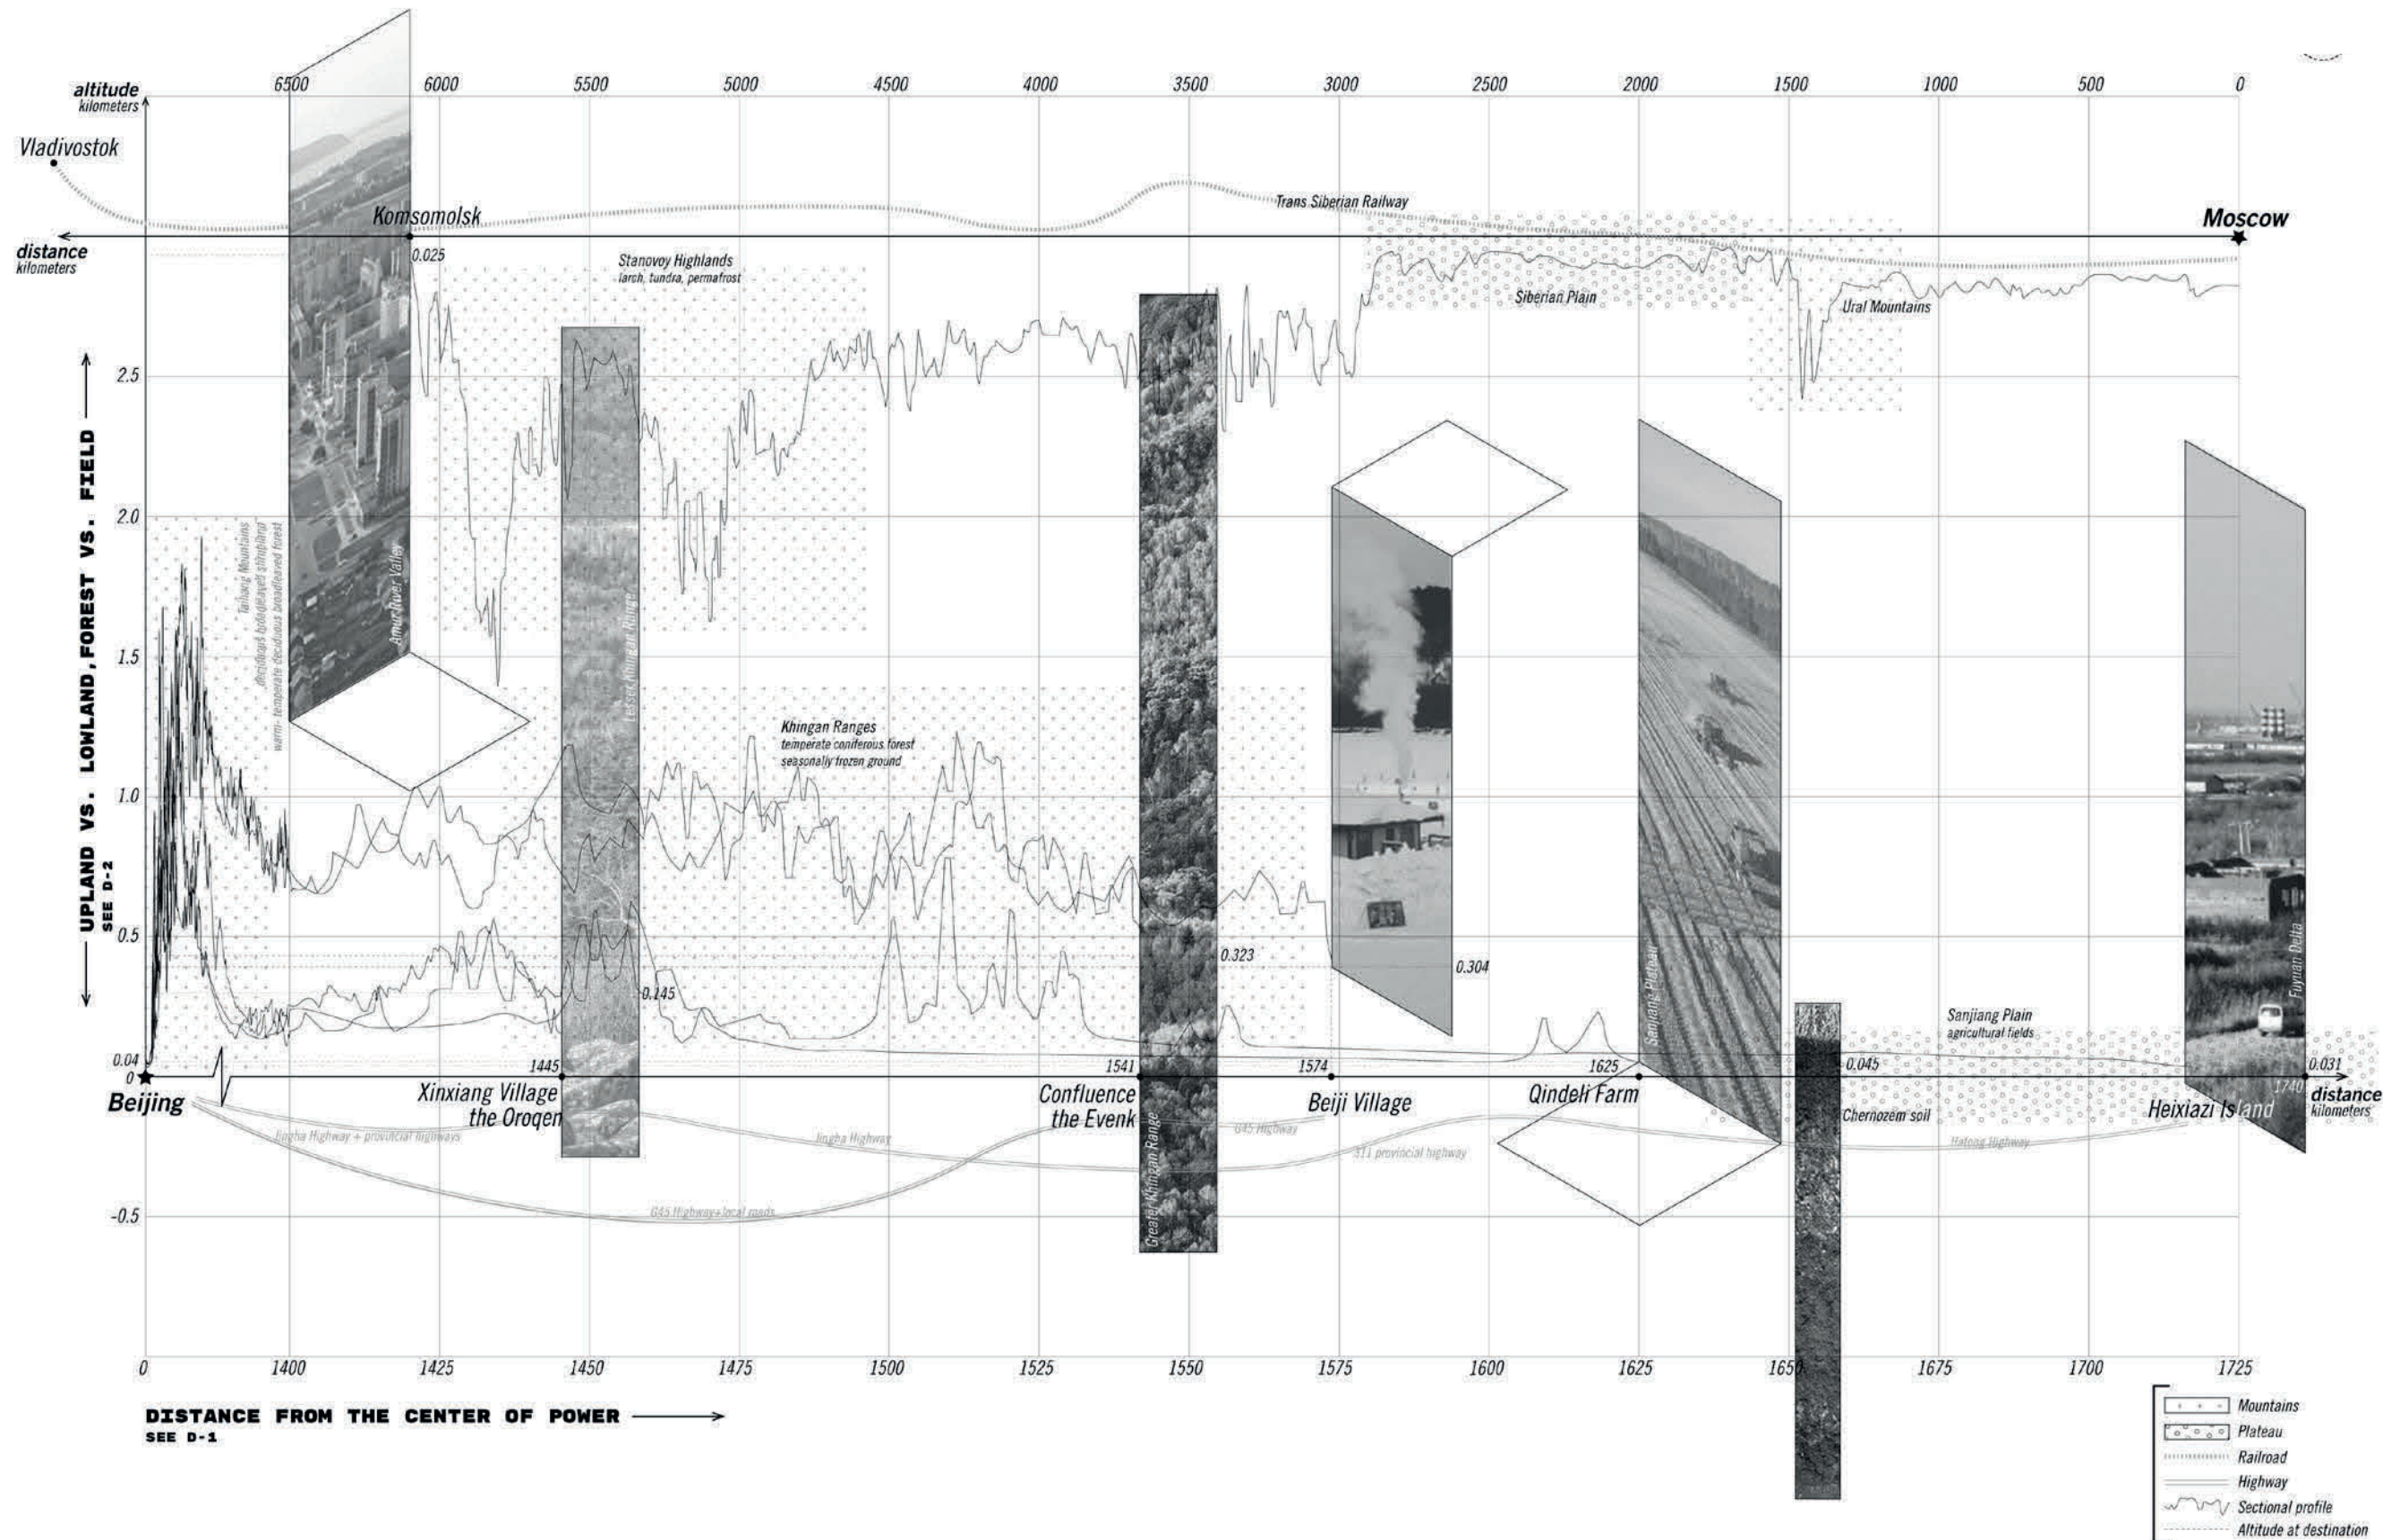 altitude
kilometers
6500 6000 5500 5000 4500 4000 3500 3000 2500 2000 1500 1000 500 0
Vladivostok
Trans Siberian Railway
Komsomolsk
Moscow
distance
kilometers
0.025
Stanovoy Highlands
larch, tundra, permafrost
Siberian Plain
Ural Mountains
2.5
2.0
1.5
1.0
0.5
0.04
0
-0.5
UPLAND VS. LOWLAND, FOREST VS. FIELD
SEE D-2
Taihang Mountains
deciduous broadleaved shrubland
warm- temperate deciduous broadleaved forest
Amur River Valley
Lesser Khingan Range
Khingan Ranges
temperate coniferous forest
seasonally frozen ground
0.323
0.304
0.145
Sanjiang Plateau
Fuyuan Delta
Sanjiang Plain
agricultural fields
1445
1541
1574
1625
0.045
0.031
1740
Beijing
Xinxiang Village
the Oroqen
Confluence
the Evenk
Beiji Village
Qindeli Farm
Chernozem soil
Heixiazi Island
distance
kilometers
Greater Khingan Range
Jingha Highway + provincial highways
Jingha Highway
G45 Highway
311 provincial highway
Hatong Highway
G45 Highway+local roads
0 1400 1425 1450 1475 1500 1525 1550 1575 1600 1625 1650 1675 1700 1725
DISTANCE FROM THE CENTER OF POWER
SEE D-1
Mountains
Plateau
Railroad
Highway
Sectional profile
Altitude at destination